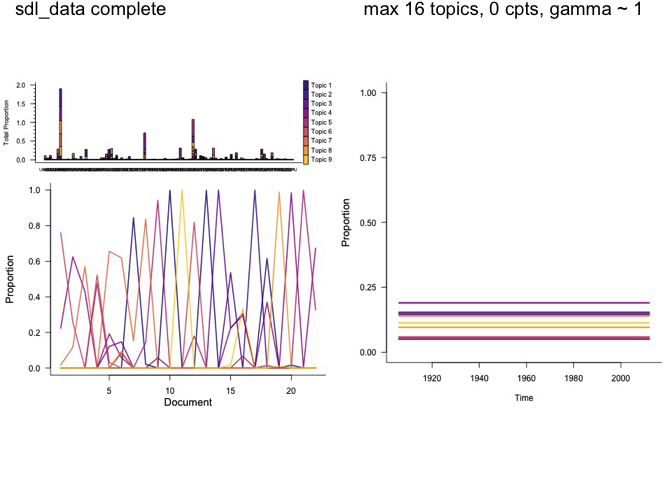 sdl_data complete
max 16 topics, 0 cpts, gamma ~ 1
Total Proportion
2.0
1.5
1.0
0.5
0.0
Topic 1
Topic 2
Topic 3
Topic 4
Topic 5
Topic 6
Topic 7
Topic 8
Topic 9
Proportion
1.0
0.8
0.6
0.4
0.2
0.0
5
10
15
20
Document
Proportion
1.00
0.75
0.50
0.25
0.00
1920
1940
1960
1980
2000
Time